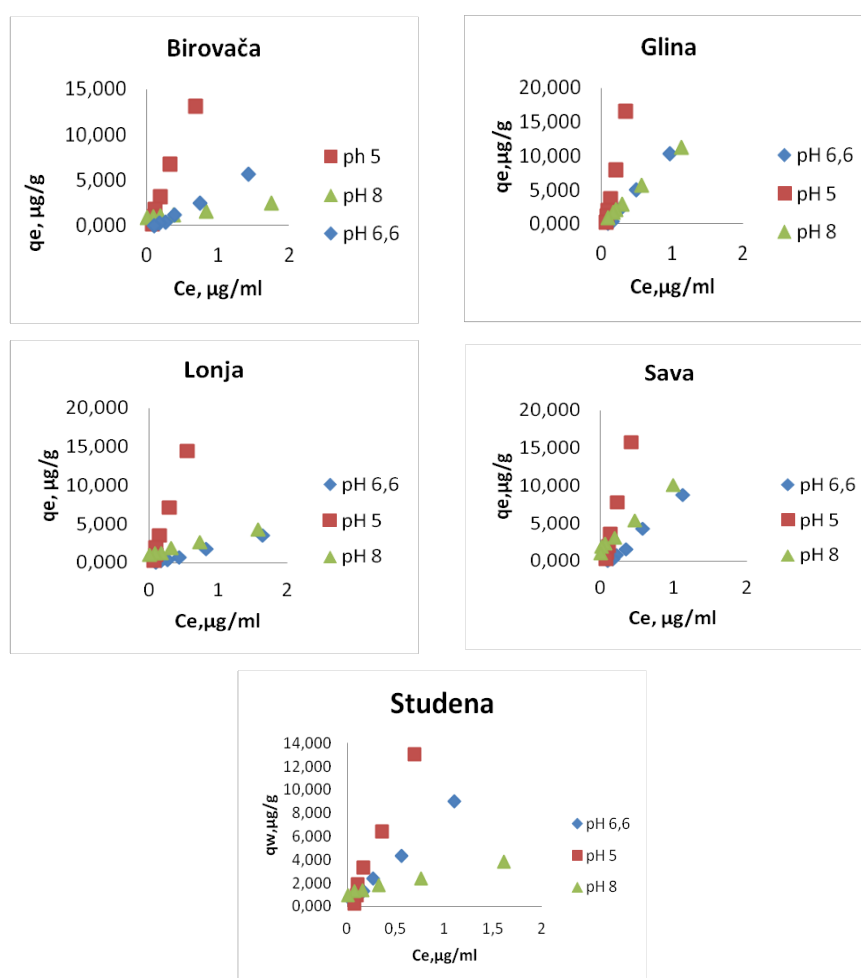 Birovača
15,000
10,000
5,000
0,000
qe, µg/g
0
1
2
Ce, µg/ml
ph 5
pH 8
pH 6,6
Glina
20,000
15,000
10,000
5,000
0,000
qe,µg/g
0
1
2
Ce,µg/ml
pH 6,6
pH 5
pH 8
Lonja
20,000
15,000
10,000
5,000
0,000
qe, µg/g
0
1
2
Ce,µg/ml
pH 6,6
pH 5
pH 8
Sava
20,000
15,000
10,000
5,000
0,000
qe,µg/g
0
1
2
Ce, µg/ml
pH 6,6
pH 5
pH 8
Studena
14,000
12,000
10,000
8,000
6,000
4,000
2,000
0,000
qw,µg/g
0
0,5
1
1,5
2
Ce,µg/ml
pH 6,6
pH 5
pH 8